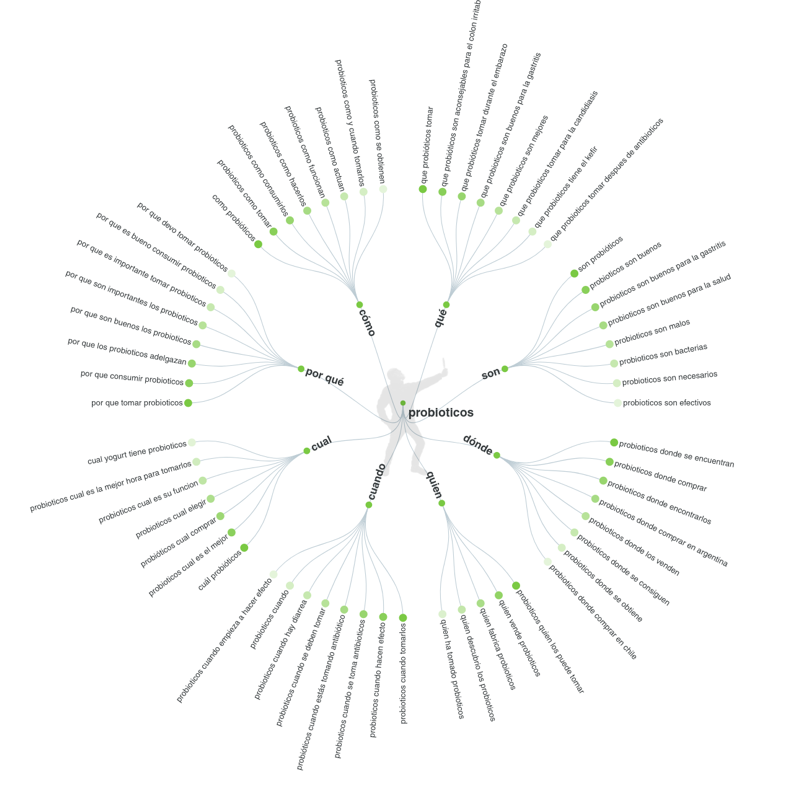 probioticos
qué
que probióticos tomar
que probióticos son aconsejables para el colon irritab
que probióticos tomar durante el embarazo
que probioticos son buenos para la gastritis
que probioticos son mejores
que probioticos tomar para la candidiasis
que probioticos tiene el kefir
que probioticos tomar despues de antibioticos
son
son probióticos
probioticos son buenos
probioticos son buenos para la gastritis
probioticos son buenos para la salud
probioticos son malos
probioticos son bacterias
probioticos son necesarios
probioticos son efectivos
dónde
probioticos donde se encuentran
probioticos donde comprar
probioticos donde encontrarlos
probioticos donde comprar en argentina
probioticos donde los venden
probioticos donde se consiguen
probioticos donde se obtiene
probioticos donde comprar en chile
quien
probioticos quien los puede tomar
quien vende probioticos
quien fabrica probioticos
quien descubrio los probioticos
quien ha tomado probioticos
cuando
probioticos cuando tomarlos
probioticos cuando hacen efecto
probióticos cuando se toma antibioticos
probióticos cuando estás tomando antibiótico
probioticos cuando se deben tomar
probioticos cuando hay diarrea
probioticos cuando
probioticos cuando empieza a hacer efecto
cual
cuál probióticos
probioticos cual es el mejor
probióticos cual comprar
probioticos cual elegir
probioticos cual es su funcion
probioticos cual es la mejor hora para tomarlos
cual yogurt tiene probioticos
por qué
por que tomar probioticos
por que consumir probioticos
por que los probioticos adelgazan
por que son buenos los probioticos
por que son importantes los probioticos
por que es importante tomar probioticos
por que es bueno consumir probioticos
por que devo tomar probioticos
cómo
como probióticos
probioticos como tomar
probioticos como consumirlos
probioticos como hacerlos
probioticos como funcionan
probioticos como actuan
probioticos como y cuando tomarlos
probioticos como se obtienen